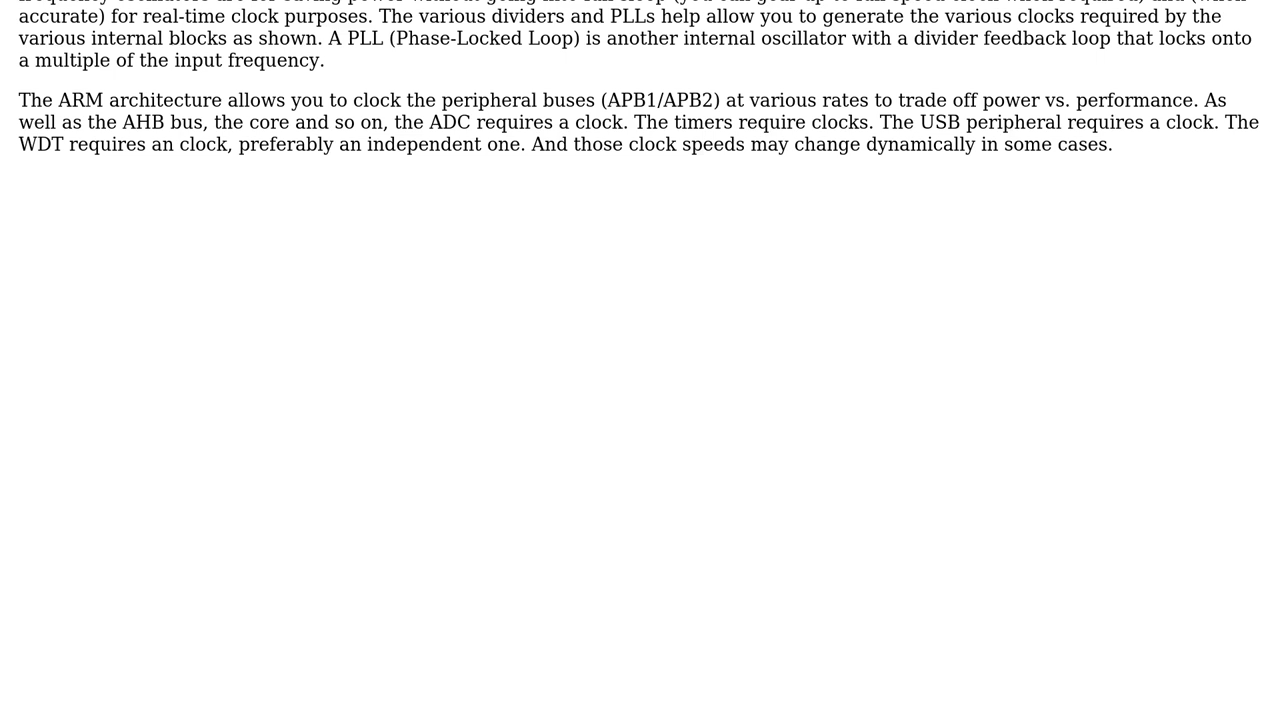 accurate) for real-time clock purposes. The various dividers and PLLs help allow you to generate the various clocks required by the
various internal blocks as shown. A PLL (Phase-Locked Loop) is another internal oscillator with a divider feedback loop that locks onto
a multiple of the input frequency.
The ARM architecture allows you to clock the peripheral buses (APB1/APB2) at various rates to trade off power vs. performance. As
well as the AHB bus, the core and so on, the ADC requires a clock. The timers require clocks. The USB peripheral requires a clock. The
WDT requires an clock, preferably an independent one. And those clock speeds may change dynamically in some cases.